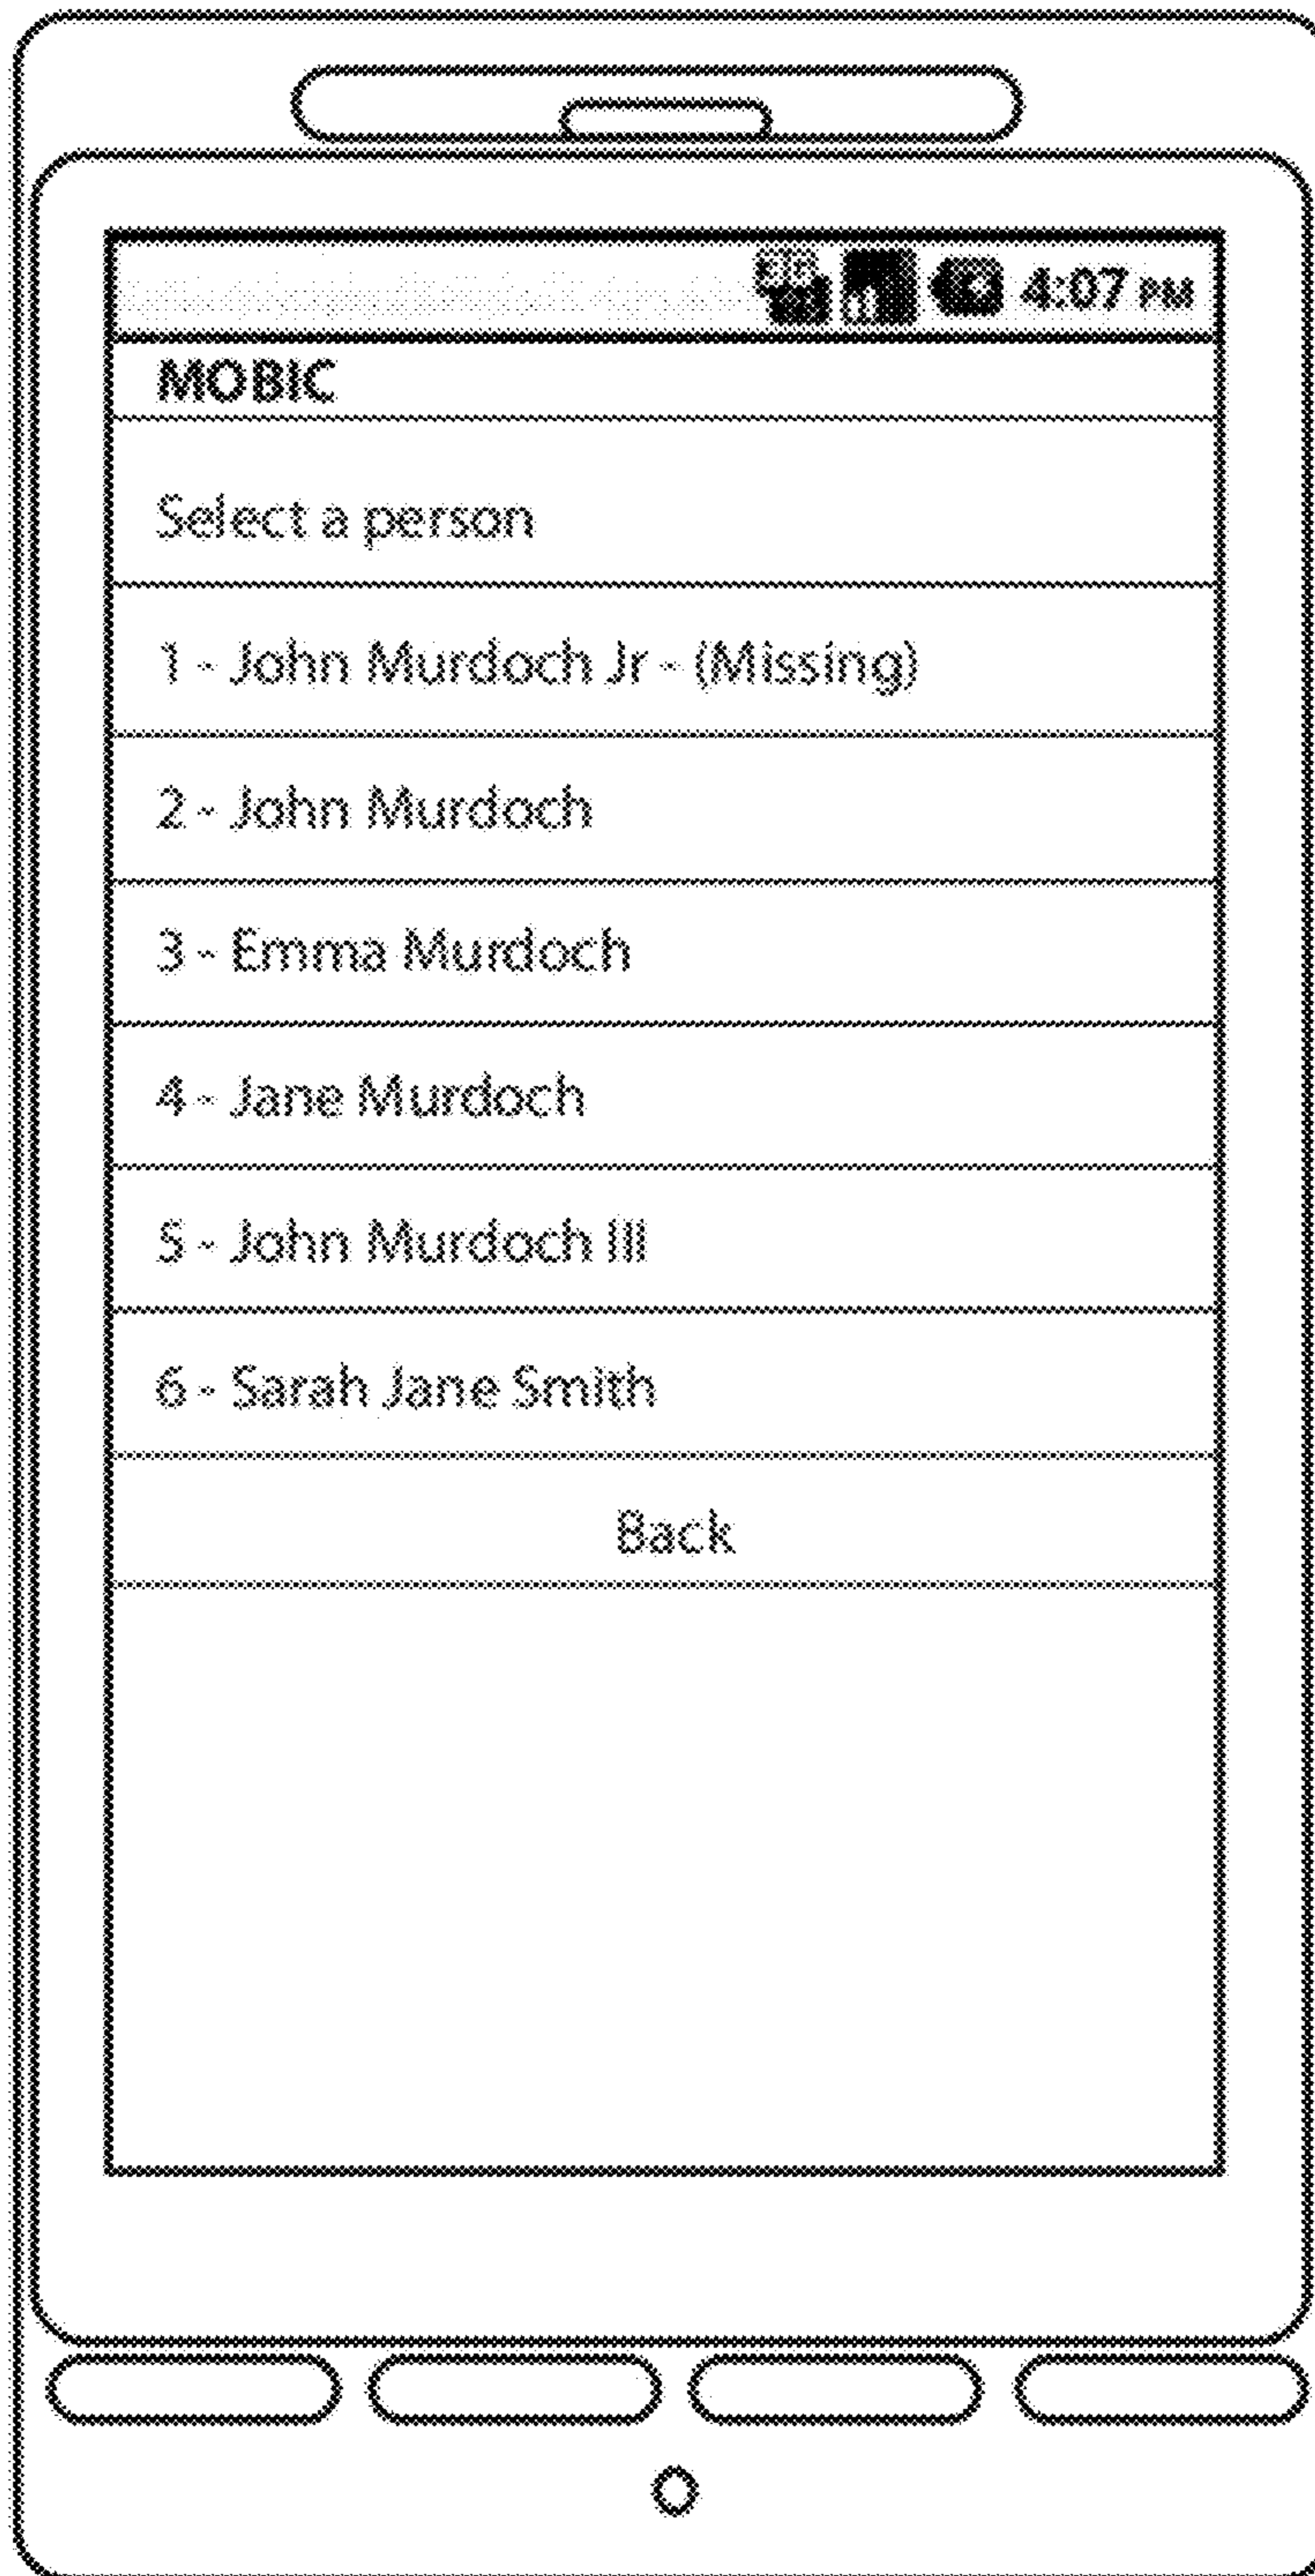 4:07 PM
MOBIC
Select a person
1 - John Murdoch Jr - (Missing)
2 - John Murdoch
3 - Emma Murdoch
4 - Jane Murdoch
5 - John Murdoch III
6 - Sarah Jane Smith
Back